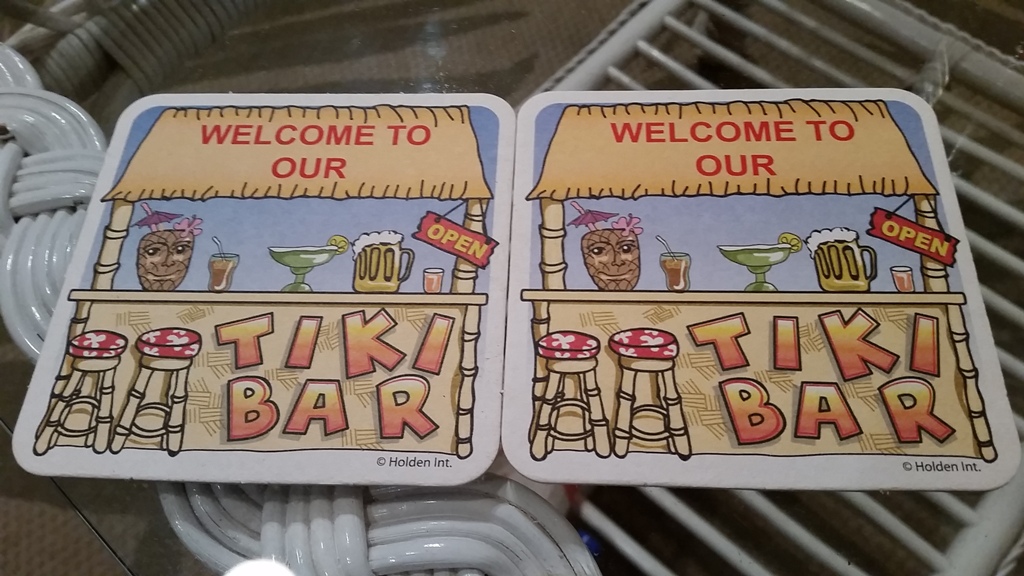 WELCOME TO
OUR
OPEN
TIKI
BAR
© Holden Int.
WELCOME TO
OUR
OPEN
TIKI
BAR
© Holden Int.